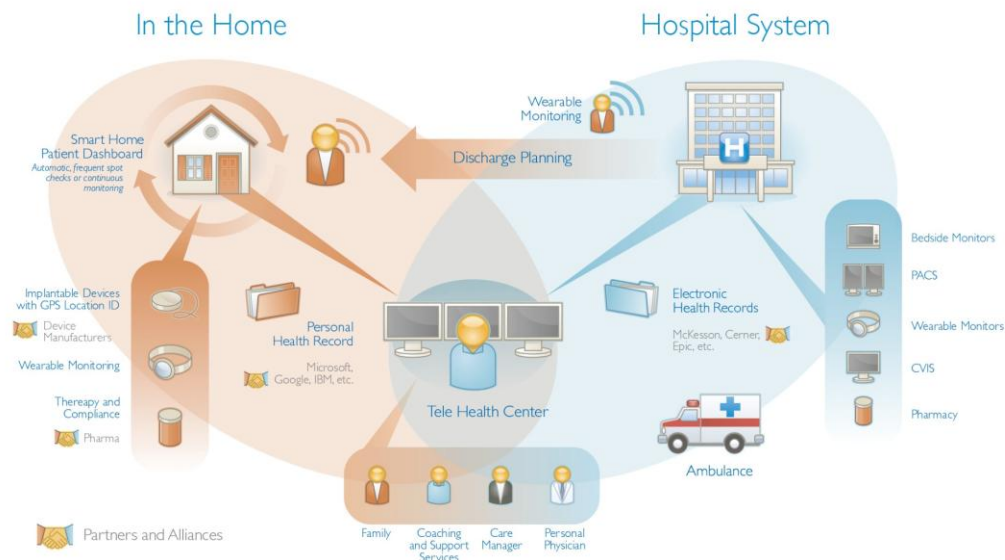 In the Home
Hospital System
Smart Home
Patient Dashboard
Automatic, frequent spot
checks or continuous
monitoring
Wearable
Monitoring
Discharge Planning
H
Implantable Devices
with GPS Location ID
Device
Manufacturers
Wearable Monitoring
Thereapy and
Compliance
Pharma
Personal
Health Record
Microsoft,
Google, IBM, etc.
Tele Health Center
Electronic
Health Records
McKesson, Cerner,
Epic, etc.
Bedside Monitors
PACS
Wearable Monitors
CVIS
Pharmacy
Ambulance
Family
Coaching
and Support
Services
Care
Manager
Personal
Physician
Partners and Alliances